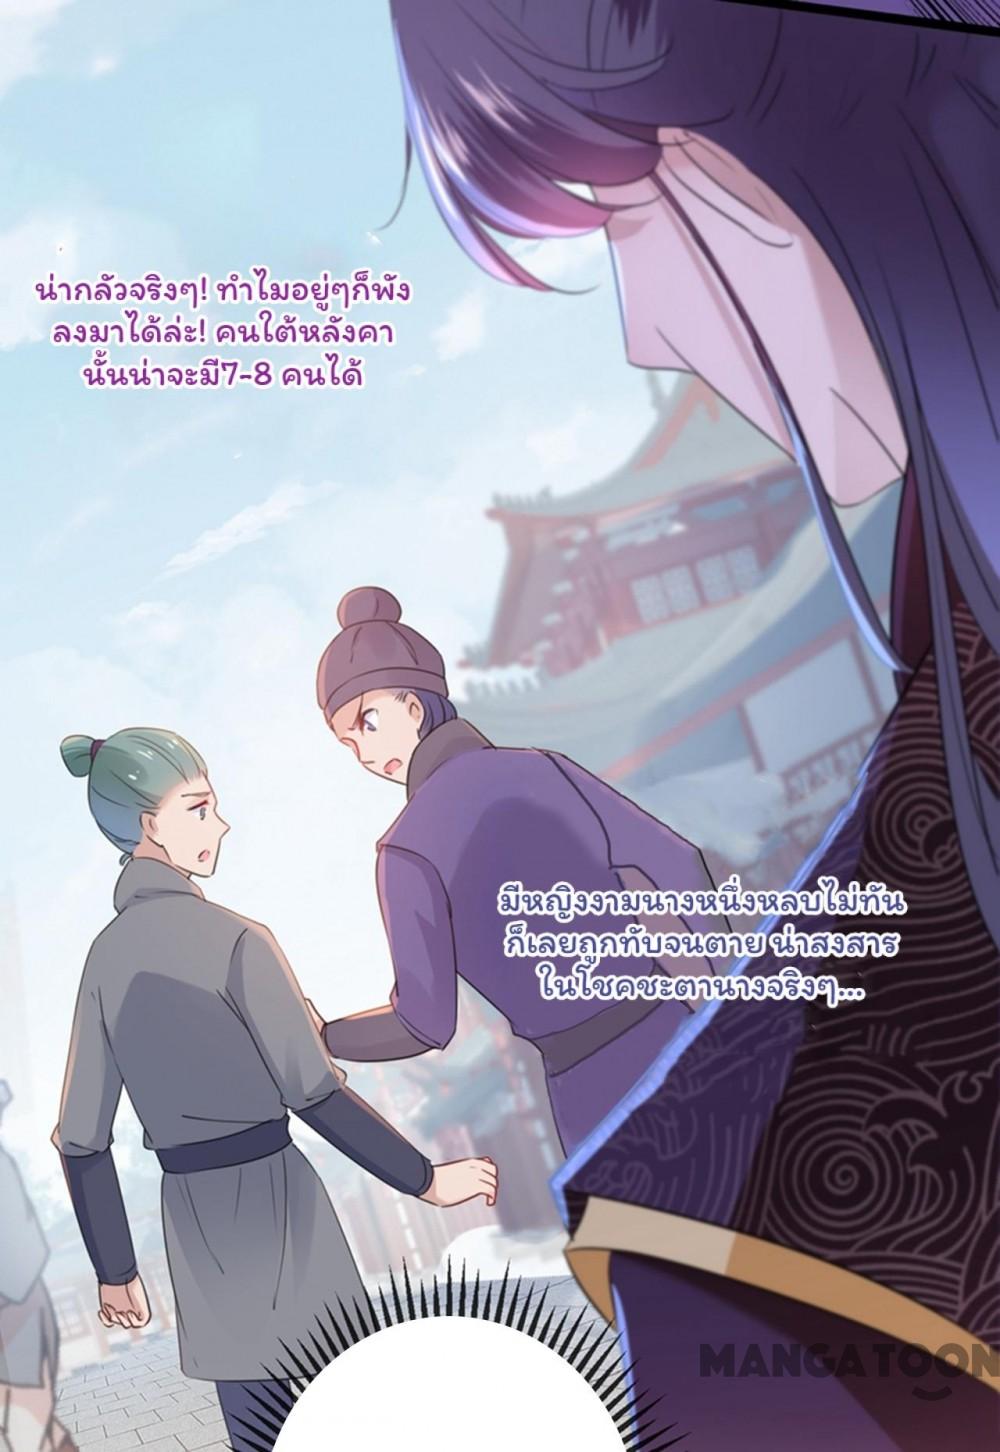 น่ากลัวจริงๆ! ทำไมอยู่ๆก็พัง
ลงมาได้ล่ะ! คนใต้หลังคา
นั้นน่าจะมี7-8 คนได้
มีหญิงงามนางหนึ่งหลบไม่ทัน
ก็เลยถูกทับจนตาย น่าสงสาร
ในโชคชะตานางจริงๆ...
MANGATOON